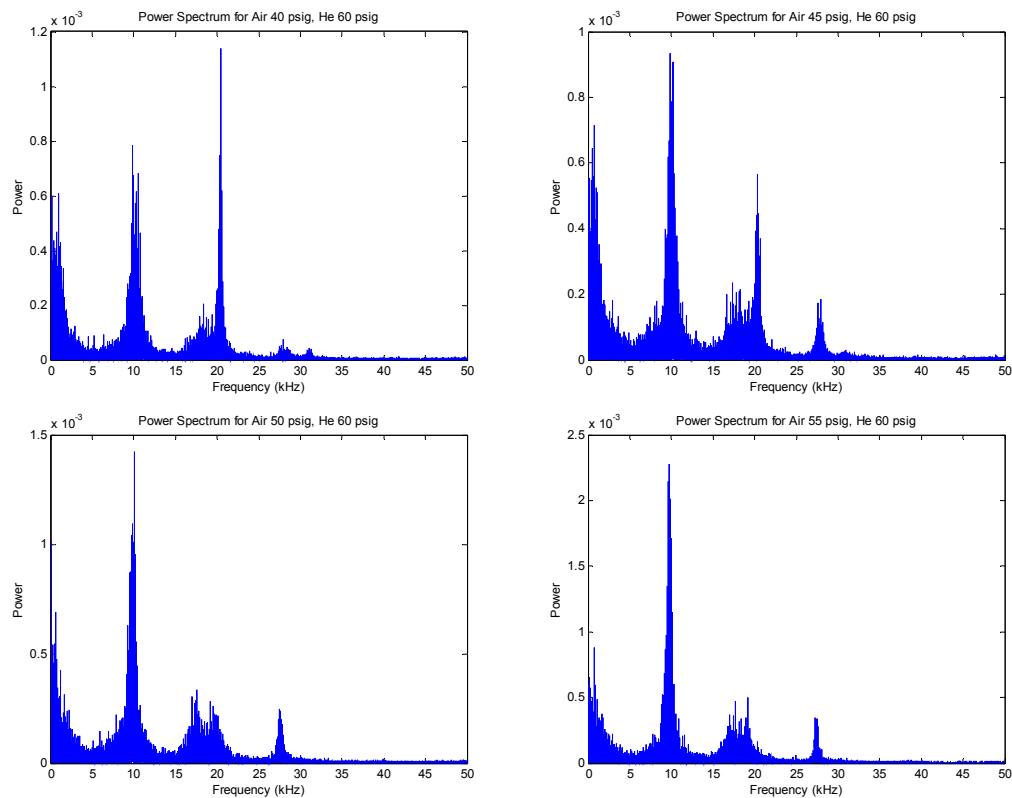 Power Spectrum for Air 40 psig, He 60 psig
x 10^-3
1.2
1
0.8
0.6
0.4
0.2
0
Power
0 5 10 15 20 25 30 35 40 45 50
Frequency (kHz)
Power Spectrum for Air 45 psig, He 60 psig
x 10^-3
1
0.8
0.6
0.4
0.2
0
Power
0 5 10 15 20 25 30 35 40 45 50
Frequency (kHz)
Power Spectrum for Air 50 psig, He 60 psig
x 10^-3
1.5
1
0.5
0
Power
0 5 10 15 20 25 30 35 40 45 50
Frequency (kHz)
Power Spectrum for Air 55 psig, He 60 psig
x 10^-3
2.5
2
1.5
1
0.5
0
Power
0 5 10 15 20 25 30 35 40 45 50
Frequency (kHz)